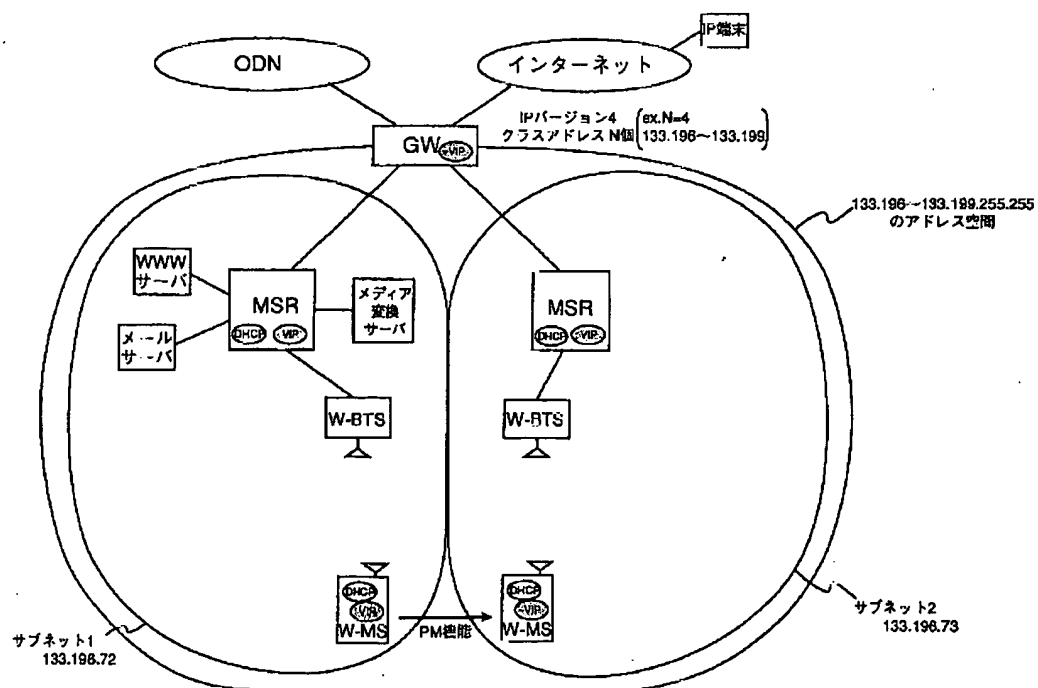 IP端末
ODN
インターネット
IPバージョン4
クラスアドレス N個
ex.N=4
133.196〜133.199
GW
VIP
133.196〜133.199.255.255
のアドレス空間
WWW
サーバ
MSR
DHCP
VIP
メディア
変換
サーバ
メール
サーバ
MSR
DHCP
VIP
W-BTS
W-BTS
DHCP
VIP
W-MS
PM機能
DHCP
VIP
W-MS
サブネット1
133.196.72
サブネット2
133.196.73